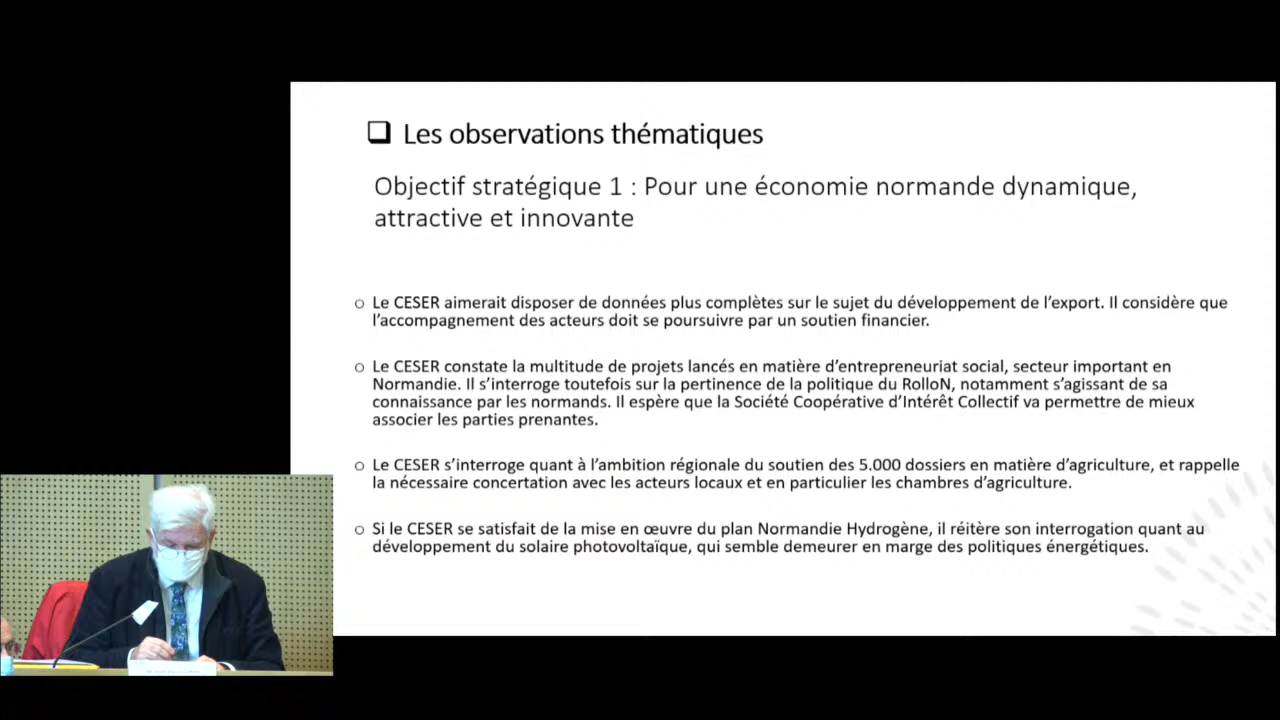 Les observations thématiques
Objectif stratégique 1 : Pour une économie normande dynamique,
attractive et innovante
Le CESER aimerait disposer de données plus complètes sur le sujet du développement de l’export. Il considère que
l’accompagnement des acteurs doit se poursuivre par un soutien financier.
Le CESER constate la multitude de projets lancés en matière d’entrepreneuriat social, secteur important en
Normandie. Il s’interroge toutefois sur la pertinence de la politique du RolloN, notamment s’agissant de sa
connaissance par les normands. Il espère que la Société Coopérative d’Intérêt Collectif va permettre de mieux
associer les parties prenantes.
Le CESER s’interroge quant à l’ambition régionale du soutien des 5.000 dossiers en matière d’agriculture, et rappelle
la nécessaire concertation avec les acteurs locaux et en particulier les chambres d’agriculture.
Si le CESER se satisfait de la mise en œuvre du plan Normandie Hydrogène, il réitère son interrogation quant au
développement du solaire photovoltaïque, qui semble demeurer en marge des politiques énergétiques.